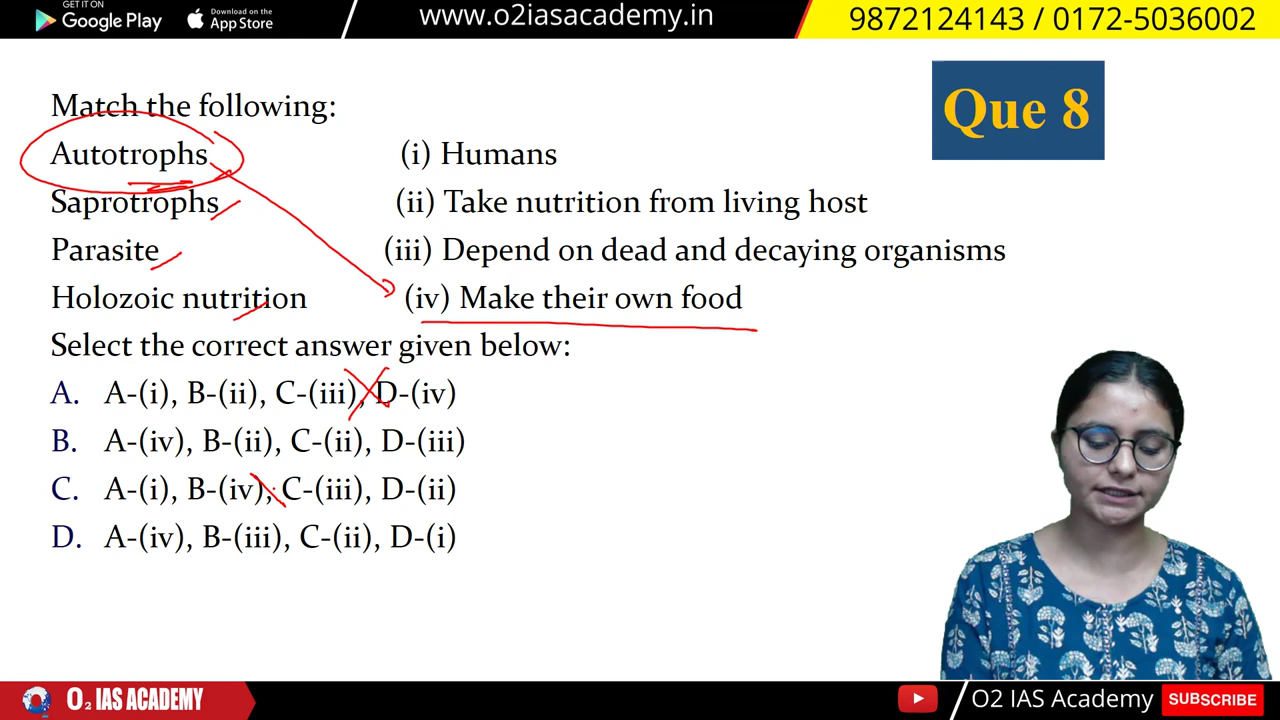 GET IT ON
Google Play
Download on the
App Store
www.o2iasacademy.in
9872124143 / 0172-5036002
Que 8
Match the following:
Autotrophs (i) Humans
Saprotrophs (ii) Take nutrition from living host
Parasite (iii) Depend on dead and decaying organisms
Holozoic nutrition (iv) Make their own food
Select the correct answer given below:
A. A-(i), B-(ii), C-(iii), D-(iv)
B. A-(iv), B-(ii), C-(ii), D-(iii)
C. A-(i), B-(iv), C-(iii), D-(ii)
D. A-(iv), B-(iii), C-(ii), D-(i)
O2 IAS ACADEMY
O2 IAS Academy
SUBSCRIBE